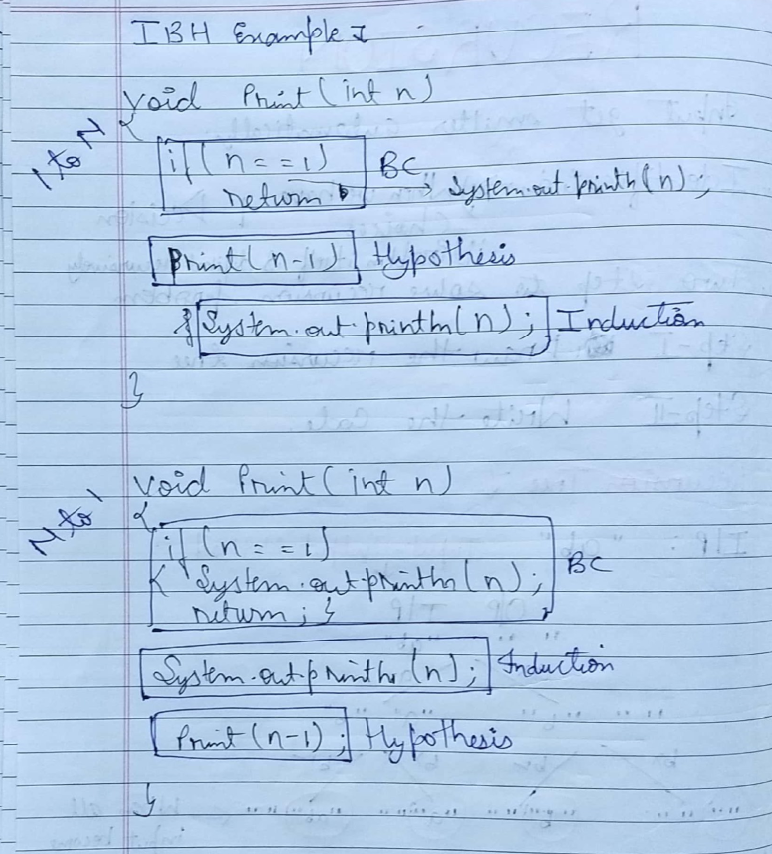 IBH Example I
void Print(int n)
1 to N
{
if (n==1) BC
return → System.out.println(n);
Print(n-1) Hypothesis
System.out.println(n); Induction
}
void Print(int n)
N to 1
{
if (n==1)
{ System.out.println(n); BC
return; }
System.out.println(n); Induction
Print(n-1); Hypothesis
}